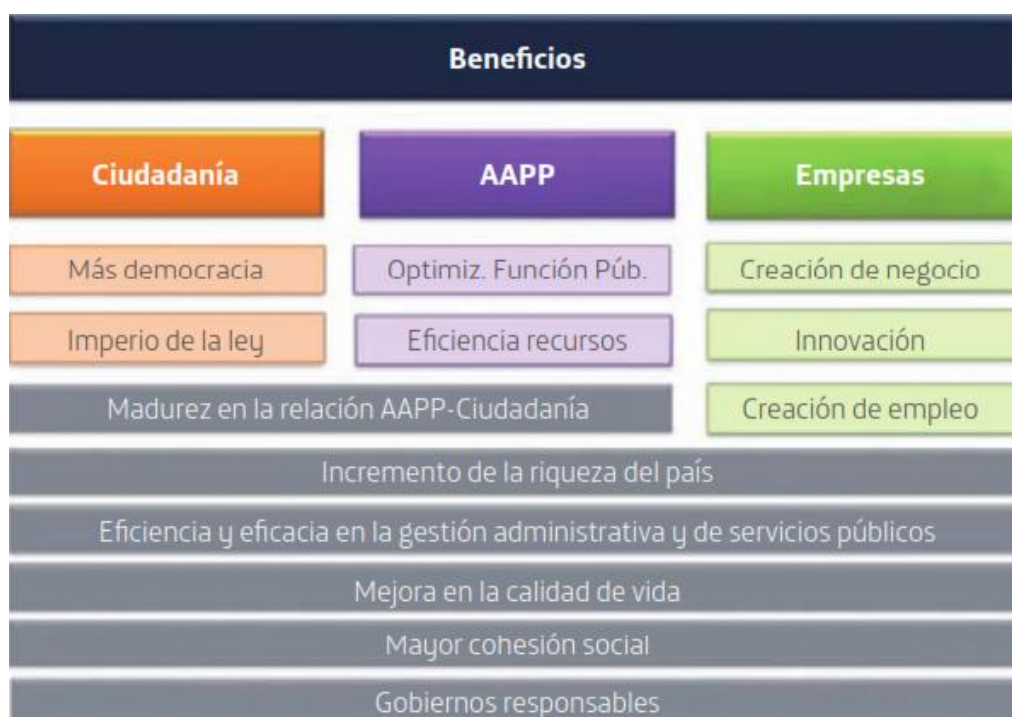 Beneficios
Ciudadanía
AAPP
Empresas
Más democracia
Optimiz. Función Púb.
Creación de negocio
Imperio de la ley
Eficiencia recursos
Innovación
Madurez en la relación AAPP-Ciudadanía
Creación de empleo
Incremento de la riqueza del país
Eficiencia y eficacia en la gestión administrativa y de servicios públicos
Mejora en la calidad de vida
Mayor cohesión social
Gobiernos responsables